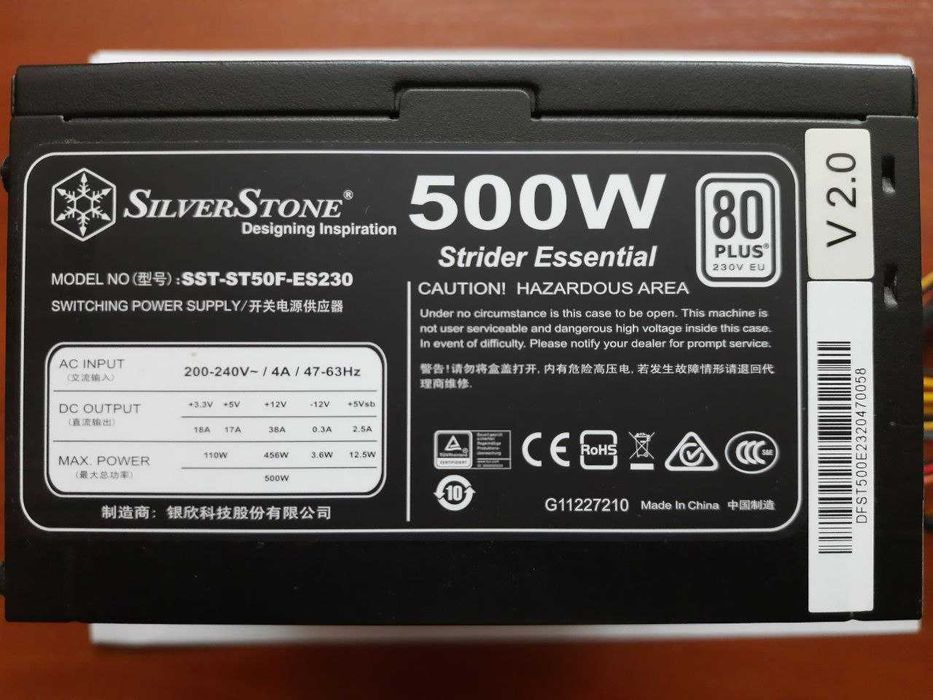 SILVERSTONE®
Designing Inspiration
500W
Strider Essential
80
PLUS®
230V EU
V 2.0
MODEL NO(型号):SST-ST50F-ES230
SWITCHING POWER SUPPLY/开关电源供应器
AC INPUT
(交流输入)
200-240V~ / 4A / 47-63Hz
DC OUTPUT
(直流输出)
+3.3V +5V +12V -12V +5Vsb
18A 17A 38A 0.3A 2.5A
MAX. POWER
(最大总功率)
110W 456W 3.6W 12.5W
500W
制造商: 银欣科技股份有限公司
CAUTION! HAZARDOUS AREA
Under no circumstance is this case to be open. This machine is
not user serviceable and dangerous high voltage inside this case.
In event of difficulty. Please notify your dealer for prompt service.
警告!请勿将盒盖打开, 内有危险高压电, 若发生故障情形请退回代
理商维修.
TÜVRheinland
CERTIFIED
CE
RoHS
CCC
S&E
10
G11227210 Made In China 中国制造
DFST500E2320470058